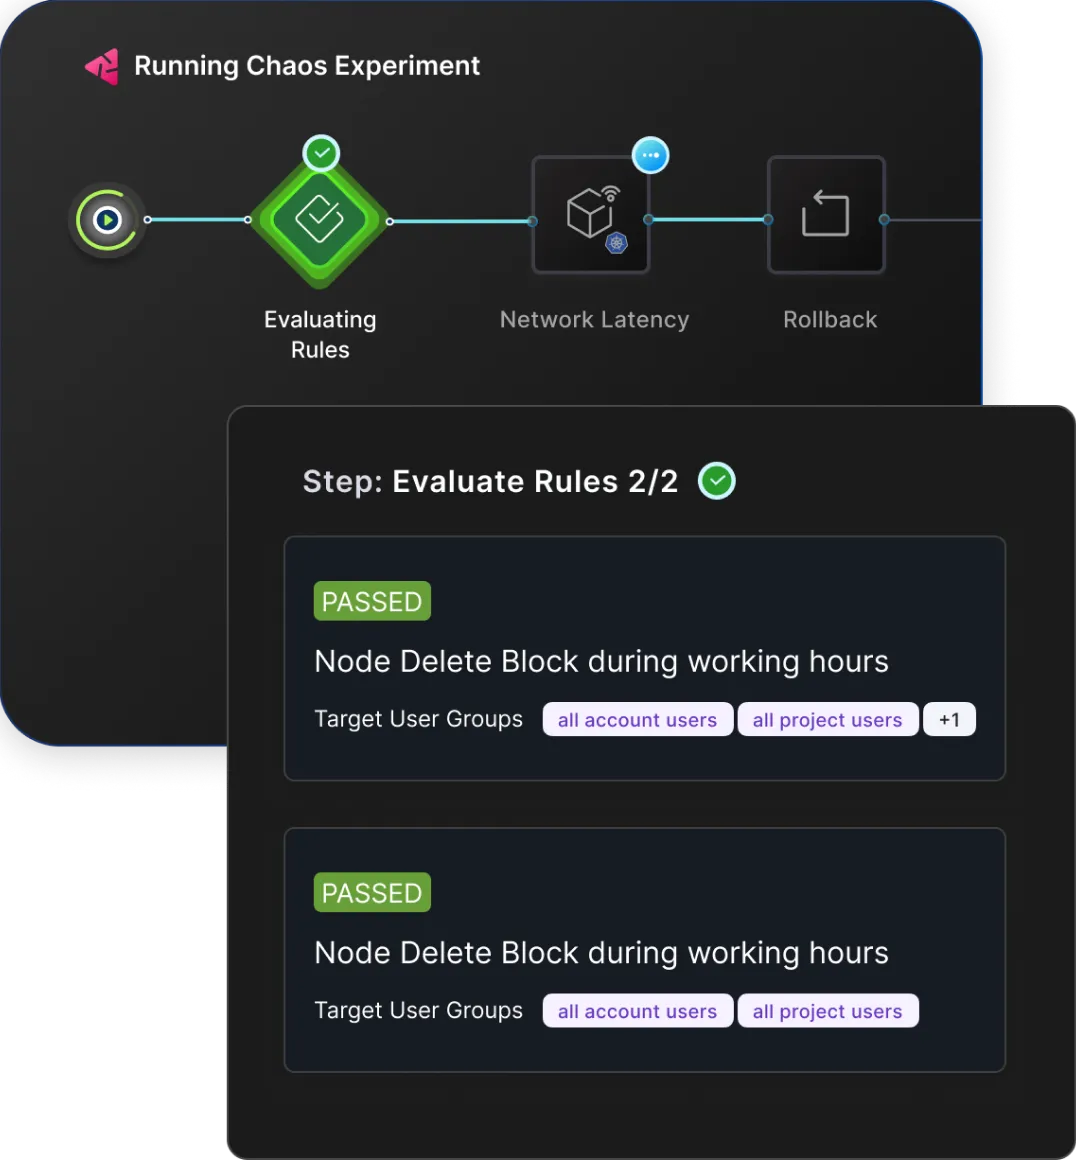 Running Chaos Experiment
Evaluating
Rules
Network Latency
Rollback
Step: Evaluate Rules 2/2
PASSED
Node Delete Block during working hours
Target User Groups all account users all project users +1
PASSED
Node Delete Block during working hours
Target User Groups all account users all project users